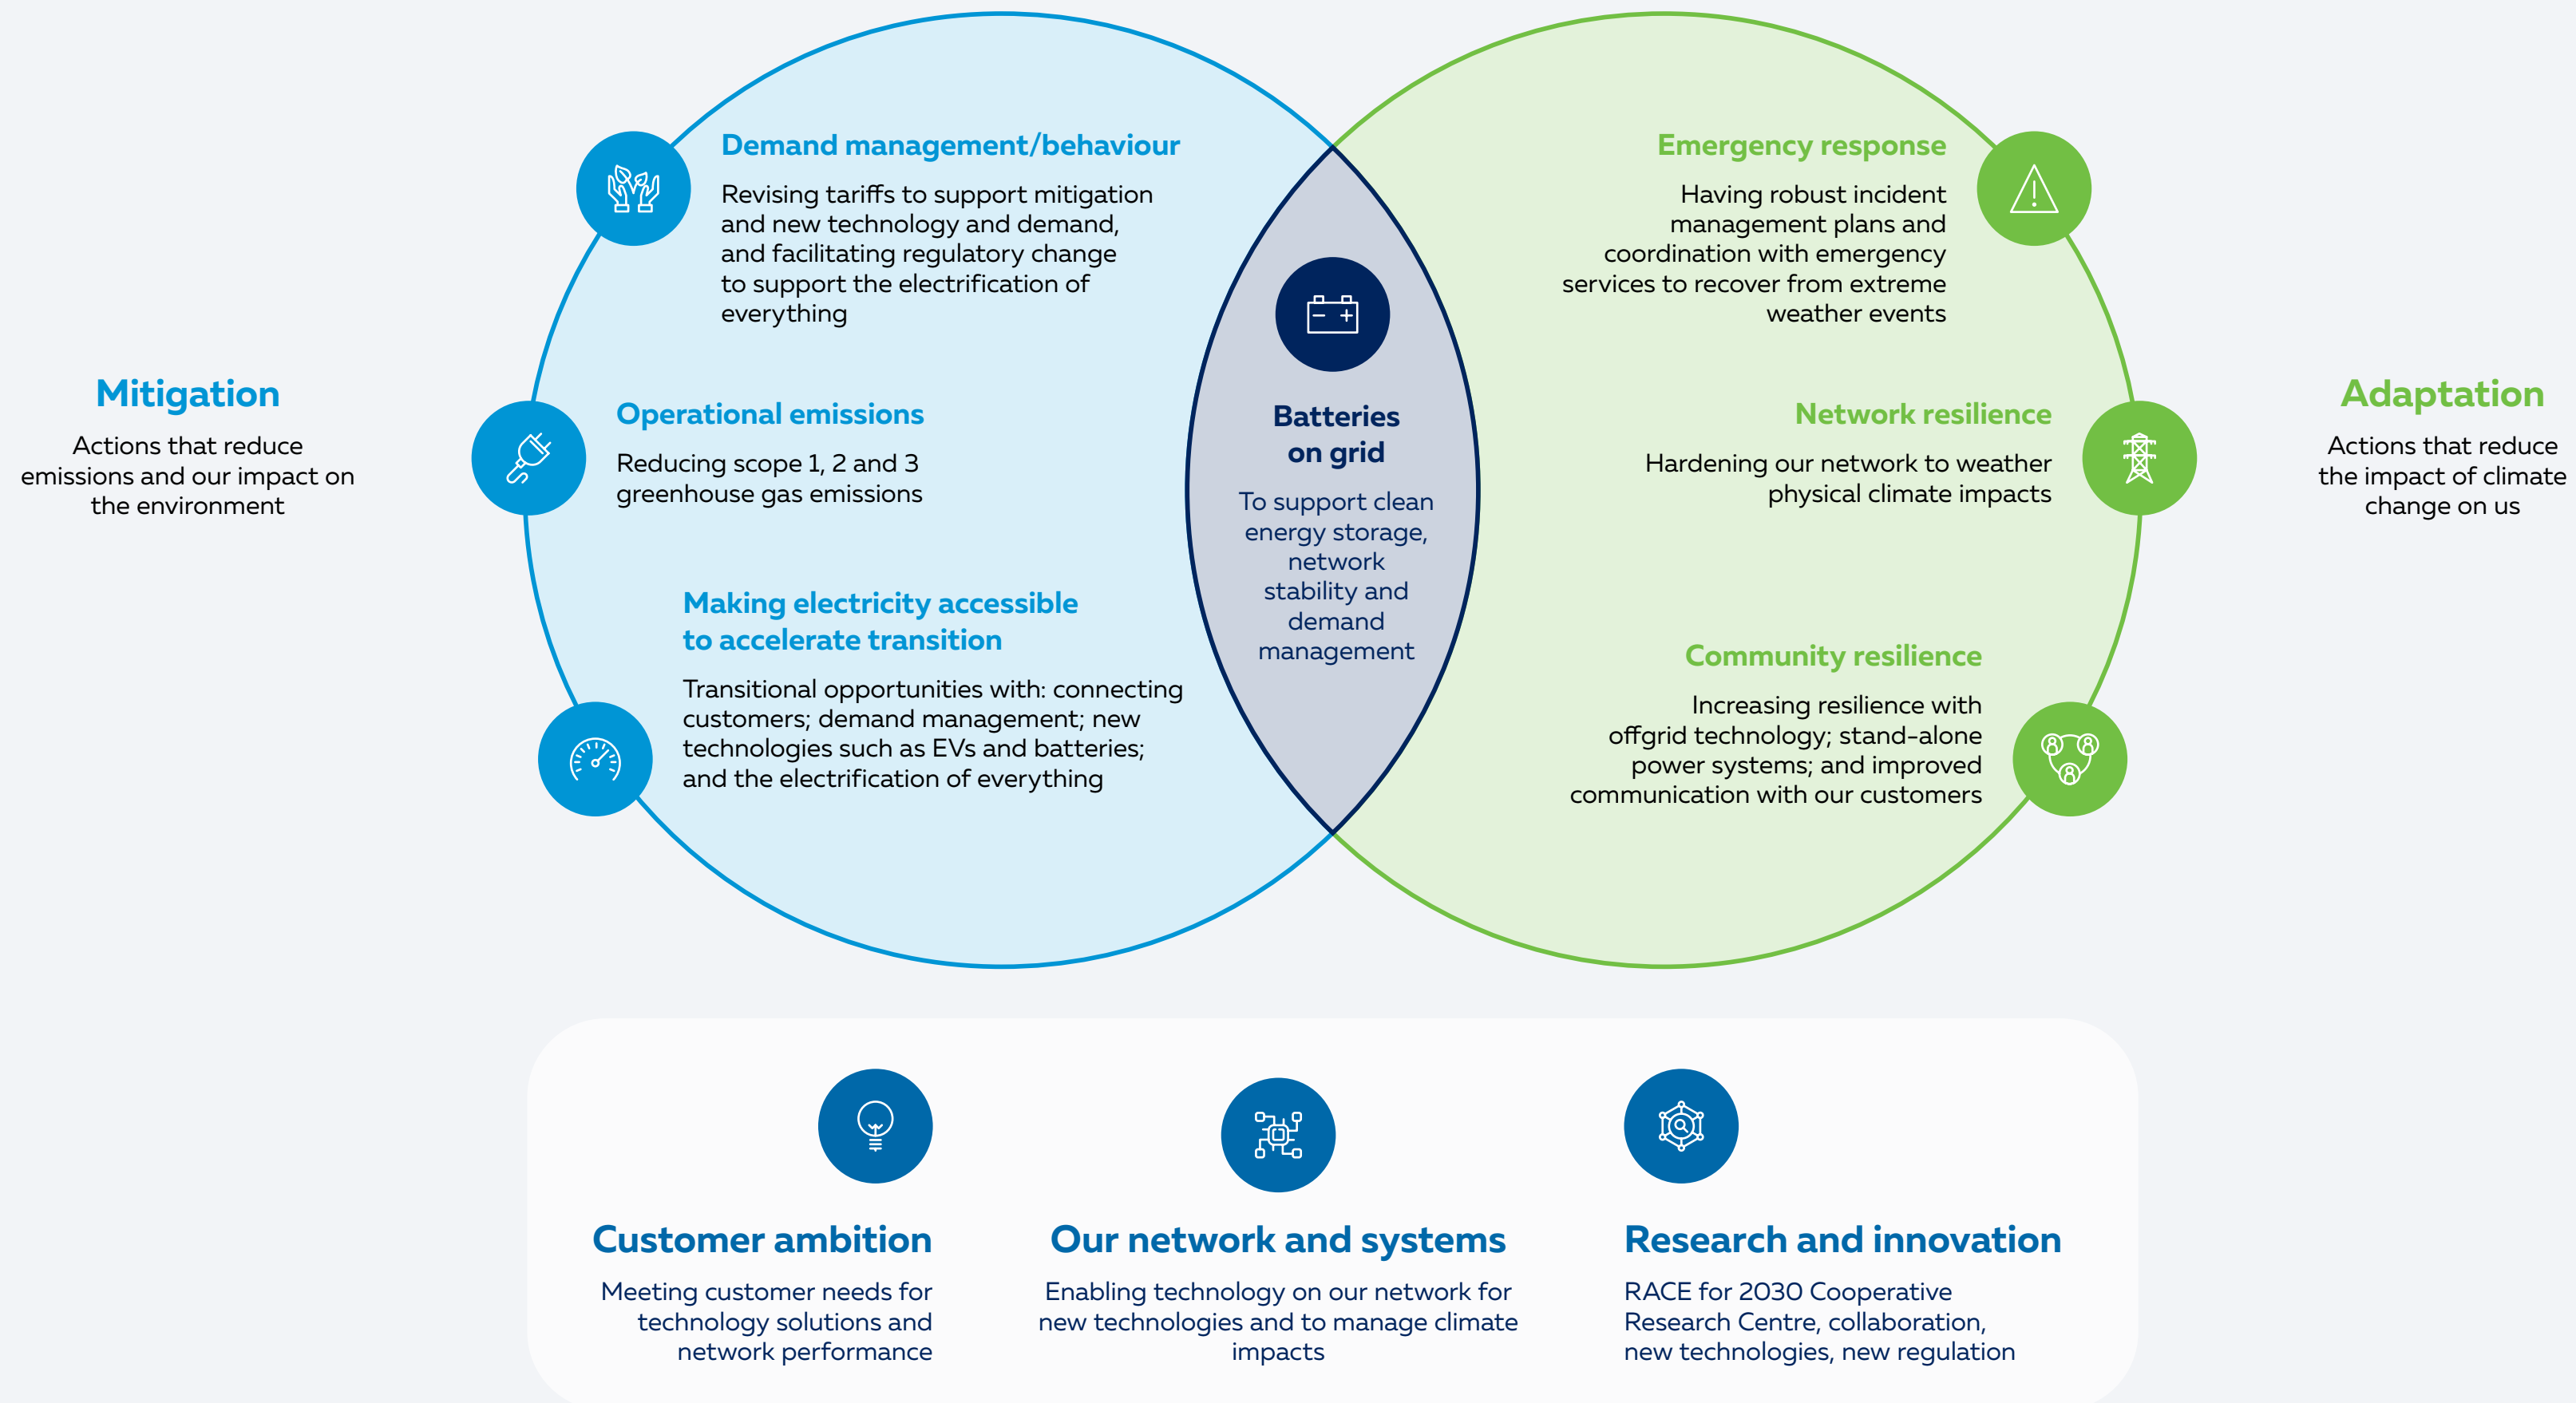 Mitigation
Actions that reduce
emissions and our impact on
the environment
Demand management/behaviour
Revising tariffs to support mitigation
and new technology and demand,
and facilitating regulatory change
to support the electrification of
everything
Operational emissions
Reducing scope 1, 2 and 3
greenhouse gas emissions
Making electricity accessible
to accelerate transition
Transitional opportunities with: connecting
customers; demand management; new
technologies such as EVs and batteries;
and the electrification of everything
Batteries
on grid
To support clean
energy storage,
network
stability and
demand
management
Emergency response
Having robust incident
management plans and
coordination with emergency
services to recover from extreme
weather events
Network resilience
Hardening our network to weather
physical climate impacts
Community resilience
Increasing resilience with
offgrid technology; stand-alone
power systems; and improved
communication with our customers
Adaptation
Actions that reduce
the impact of climate
change on us
Customer ambition
Meeting customer needs for
technology solutions and
network performance
Our network and systems
Enabling technology on our network for
new technologies and to manage climate
impacts
Research and innovation
RACE for 2030 Cooperative
Research Centre, collaboration,
new technologies, new regulation